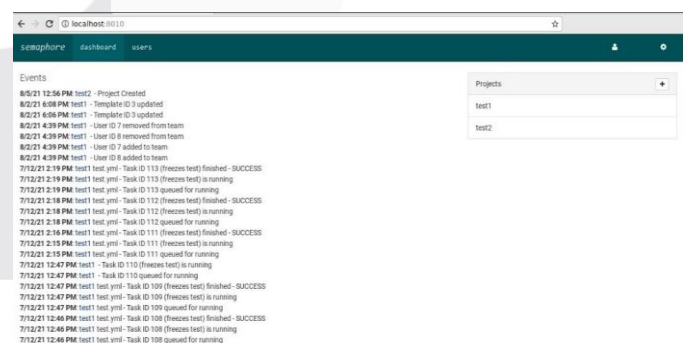 localhost:8010
semaphore dashboard users
Events
8/5/21 12:56 PM: test2 - Project Created
8/2/21 6:08 PM: test1 - Template ID 3 updated
8/2/21 6:06 PM: test1 - Template ID 3 updated
8/2/21 4:39 PM: test1 - User ID 7 removed from team
8/2/21 4:39 PM: test1 - User ID 8 removed from team
8/2/21 4:39 PM: test1 - User ID 7 added to team
8/2/21 4:39 PM: test1 - User ID 8 added to team
7/12/21 2:19 PM: test1 test.yml - Task ID 113 (freezes test) finished - SUCCESS
7/12/21 2:19 PM: test1 test.yml - Task ID 113 (freezes test) is running
7/12/21 2:19 PM: test1 test.yml - Task ID 113 queued for running
7/12/21 2:18 PM: test1 test.yml - Task ID 112 (freezes test) finished - SUCCESS
7/12/21 2:18 PM: test1 test.yml - Task ID 112 (freezes test) is running
7/12/21 2:18 PM: test1 test.yml - Task ID 112 queued for running
7/12/21 2:16 PM: test1 test.yml - Task ID 111 (freezes test) finished - SUCCESS
7/12/21 2:15 PM: test1 test.yml - Task ID 111 (freezes test) is running
7/12/21 2:15 PM: test1 test.yml - Task ID 111 queued for running
7/12/21 12:47 PM: test1 - Task ID 110 (freezes test) is running
7/12/21 12:47 PM: test1 - Task ID 110 queued for running
7/12/21 12:47 PM: test1 test.yml - Task ID 109 (freezes test) finished - SUCCESS
7/12/21 12:47 PM: test1 test.yml - Task ID 109 (freezes test) is running
7/12/21 12:47 PM: test1 test.yml - Task ID 109 queued for running
7/12/21 12:46 PM: test1 test.yml - Task ID 108 (freezes test) finished - SUCCESS
7/12/21 12:46 PM: test1 test.yml - Task ID 108 (freezes test) is running
7/12/21 12:46 PM: test1 test.yml - Task ID 108 queued for running
Projects
test1
test2